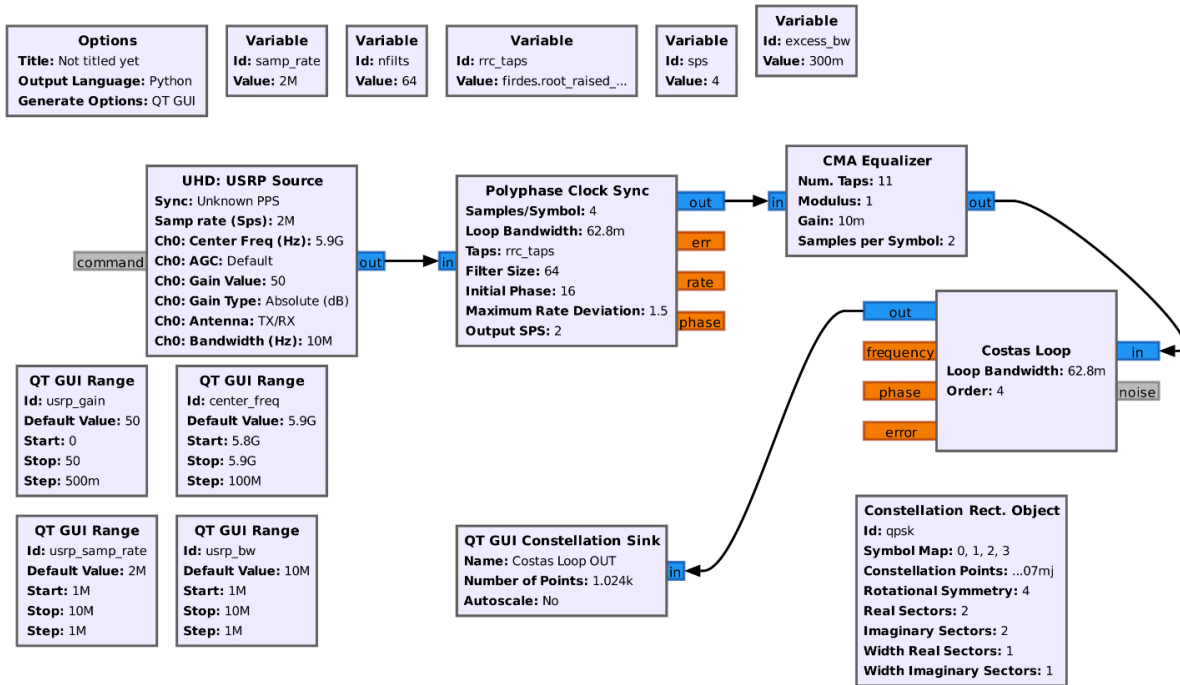 Options
Title: Not titled yet
Output Language: Python
Generate Options: QT GUI
Variable
Id: samp_rate
Value: 2M
Variable
Id: nfilts
Value: 64
Variable
Id: rrc_taps
Value: firdes.root_raised_...
Variable
Id: sps
Value: 4
Variable
Id: excess_bw
Value: 300m
UHD: USRP Source
Sync: Unknown PPS
Samp rate (Sps): 2M
Ch0: Center Freq (Hz): 5.9G
Ch0: AGC: Default
Ch0: Gain Value: 50
Ch0: Gain Type: Absolute (dB)
Ch0: Antenna: TX/RX
Ch0: Bandwidth (Hz): 10M
command
out
in
Polyphase Clock Sync
Samples/Symbol: 4
Loop Bandwidth: 62.8m
Taps: rrc_taps
Filter Size: 64
Initial Phase: 16
Maximum Rate Deviation: 1.5
Output SPS: 2
out
err
rate
phase
in
CMA Equalizer
Num. Taps: 11
Modulus: 1
Gain: 10m
Samples per Symbol: 2
out
out
frequency
phase
error
Costas Loop
Loop Bandwidth: 62.8m
Order: 4
in
noise
QT GUI Range
Id: usrp_gain
Default Value: 50
Start: 0
Stop: 50
Step: 500m
QT GUI Range
Id: center_freq
Default Value: 5.9G
Start: 5.8G
Stop: 5.9G
Step: 100M
QT GUI Range
Id: usrp_samp_rate
Default Value: 2M
Start: 1M
Stop: 10M
Step: 1M
QT GUI Range
Id: usrp_bw
Default Value: 10M
Start: 1M
Stop: 10M
Step: 1M
QT GUI Constellation Sink
Name: Costas Loop OUT
Number of Points: 1.024k
Autoscale: No
in
Constellation Rect. Object
Id: qpsk
Symbol Map: 0, 1, 2, 3
Constellation Points: ...07mj
Rotational Symmetry: 4
Real Sectors: 2
Imaginary Sectors: 2
Width Real Sectors: 1
Width Imaginary Sectors: 1